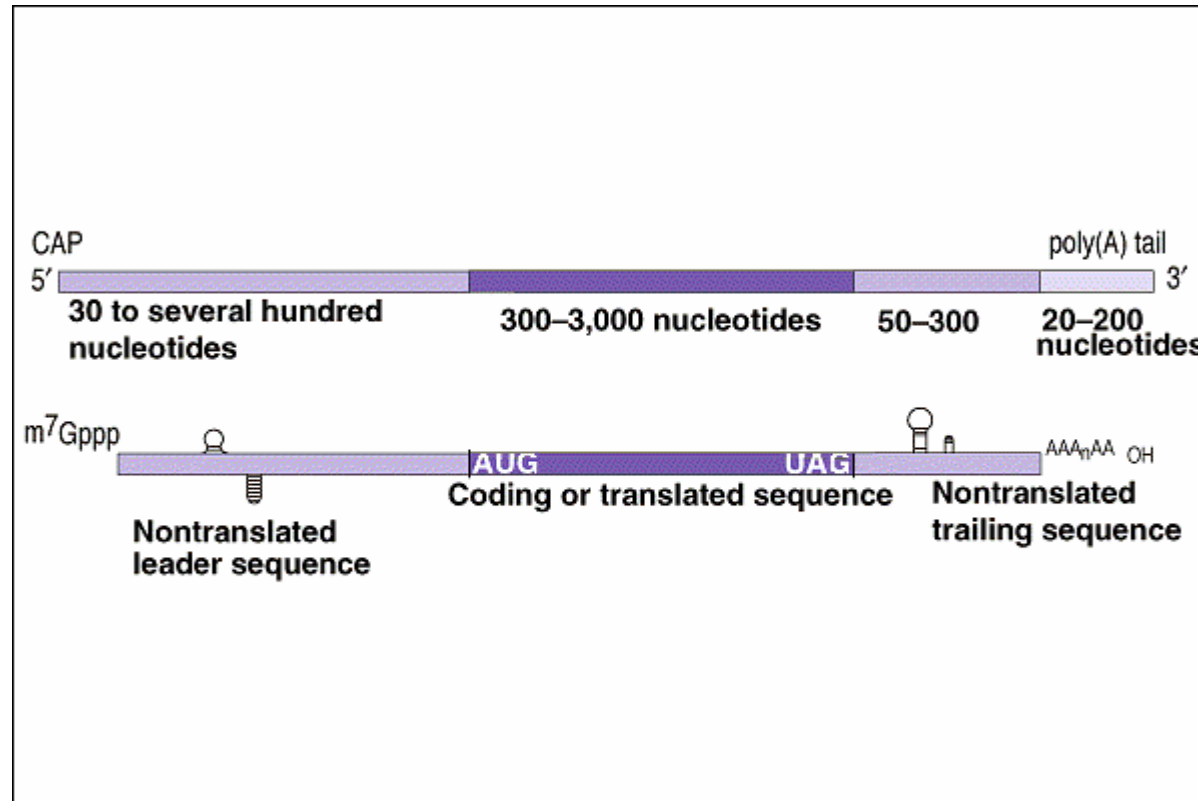 CAP
poly(A) tail
5′
3′
30 to several hundred
nucleotides
300–3,000 nucleotides
50–300
20–200
nucleotides
m⁷Gppp
AUG
UAG
AAAₙAA OH
Coding or translated sequence
Nontranslated
leader sequence
Nontranslated
trailing sequence